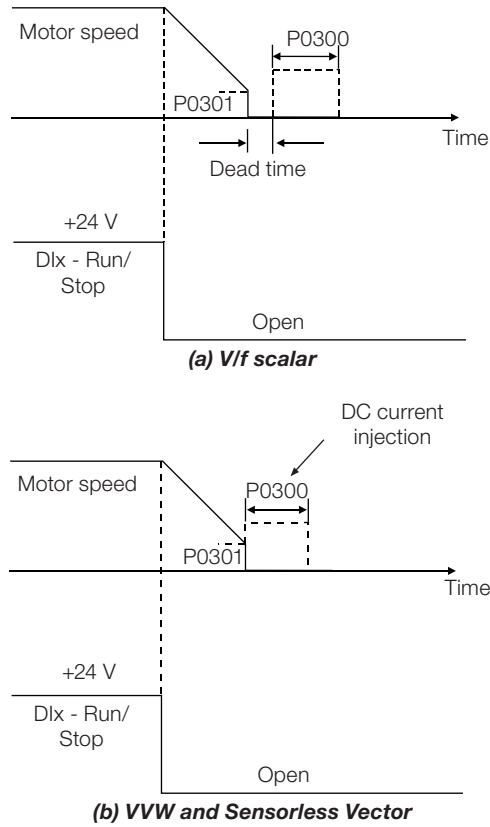 Motor speed
P0300
P0301
Time
Dead time
+24 V
DIx - Run/
Stop
Open
(a) V/f scalar
DC current
injection
Motor speed
P0300
P0301
Time
+24 V
DIx - Run/
Stop
Open
(b) VVW and Sensorless Vector